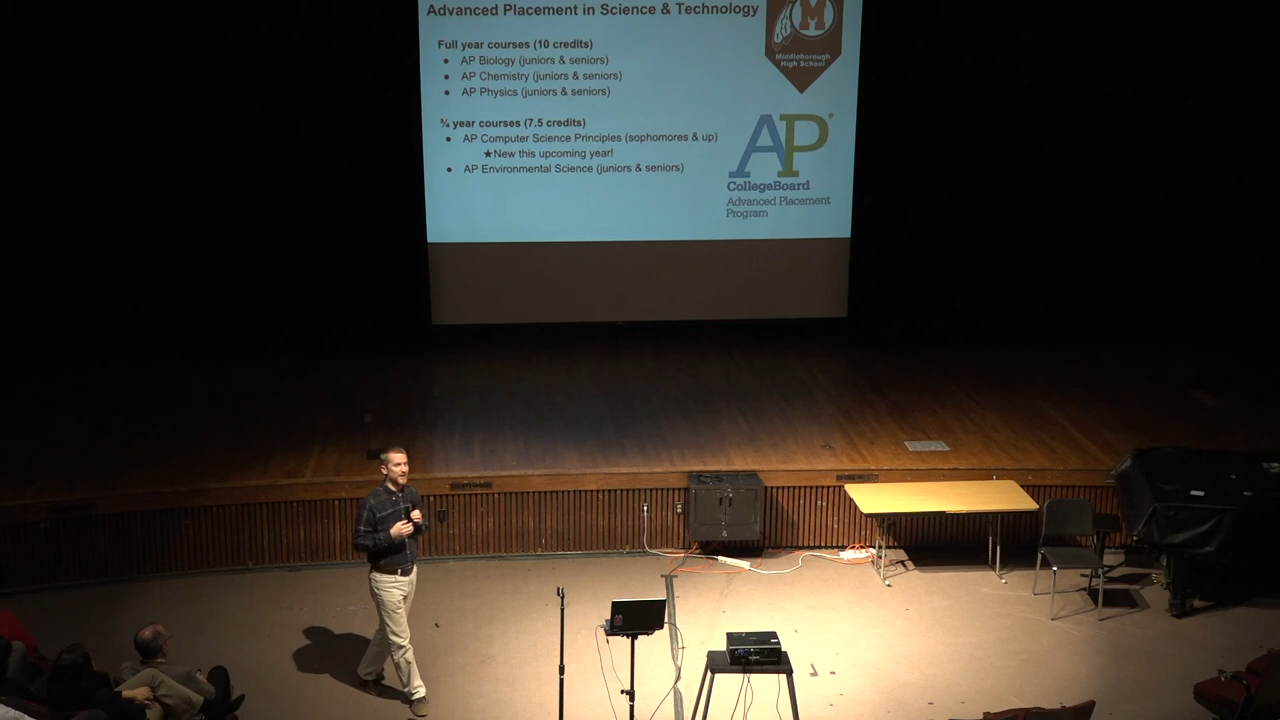 Advanced Placement in Science & Technology
M
Middleborough
High School
Full year courses (10 credits)
● AP Biology (juniors & seniors)
● AP Chemistry (juniors & seniors)
● AP Physics (juniors & seniors)
¾ year courses (7.5 credits)
● AP Computer Science Principles (sophomores & up)
★New this upcoming year!
● AP Environmental Science (juniors & seniors)
AP®
CollegeBoard
Advanced Placement
Program